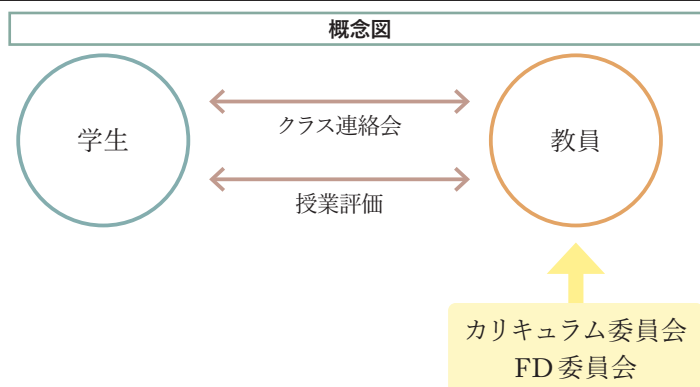 概念図
学生
クラス連絡会
教員
授業評価
カリキュラム委員会
FD委員会